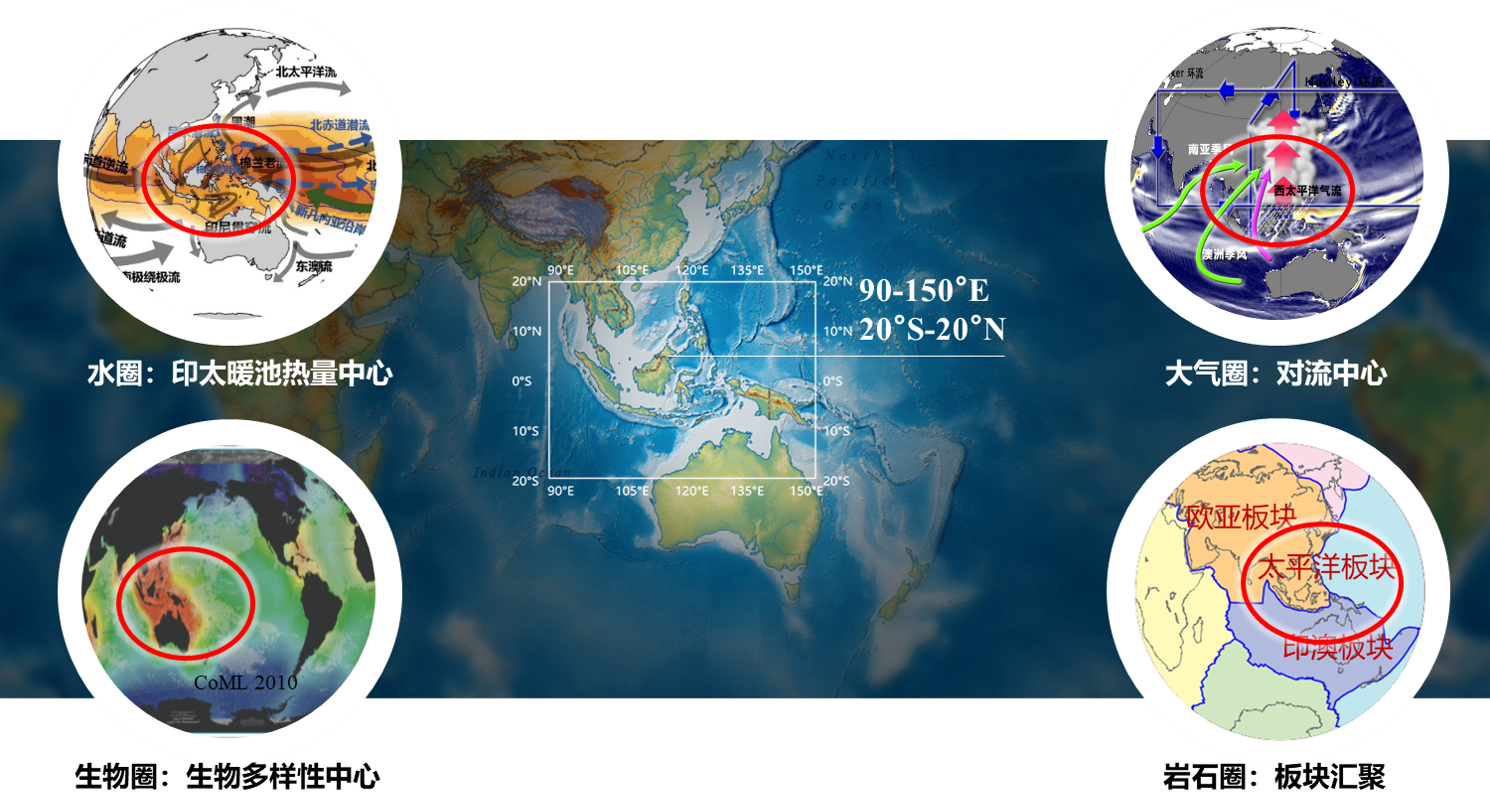 北太平洋流
黑潮
北赤道潜流
棉兰老
道逆流
北
新几内亚沿岸
印尼贯穿流
道流
东澳流
南极绕极流
水圈：印太暖池热量中心
ker 环流
Hadley 环流
南亚季风
西太平洋气流
澳洲季风
大气圈：对流中心
North
Pacific
Ocean
90°E 105°E 120°E 135°E 150°E
20°N 20°N
10°N 10°N
0°S 0°S
10°S 10°S
20°S 20°S
90°E 105°E 120°E 135°E 150°E
Indian Ocean
90-150°E
20°S-20°N
CoML 2010
生物圈：生物多样性中心
欧亚板块
太平洋板块
印澳板块
岩石圈：板块汇聚